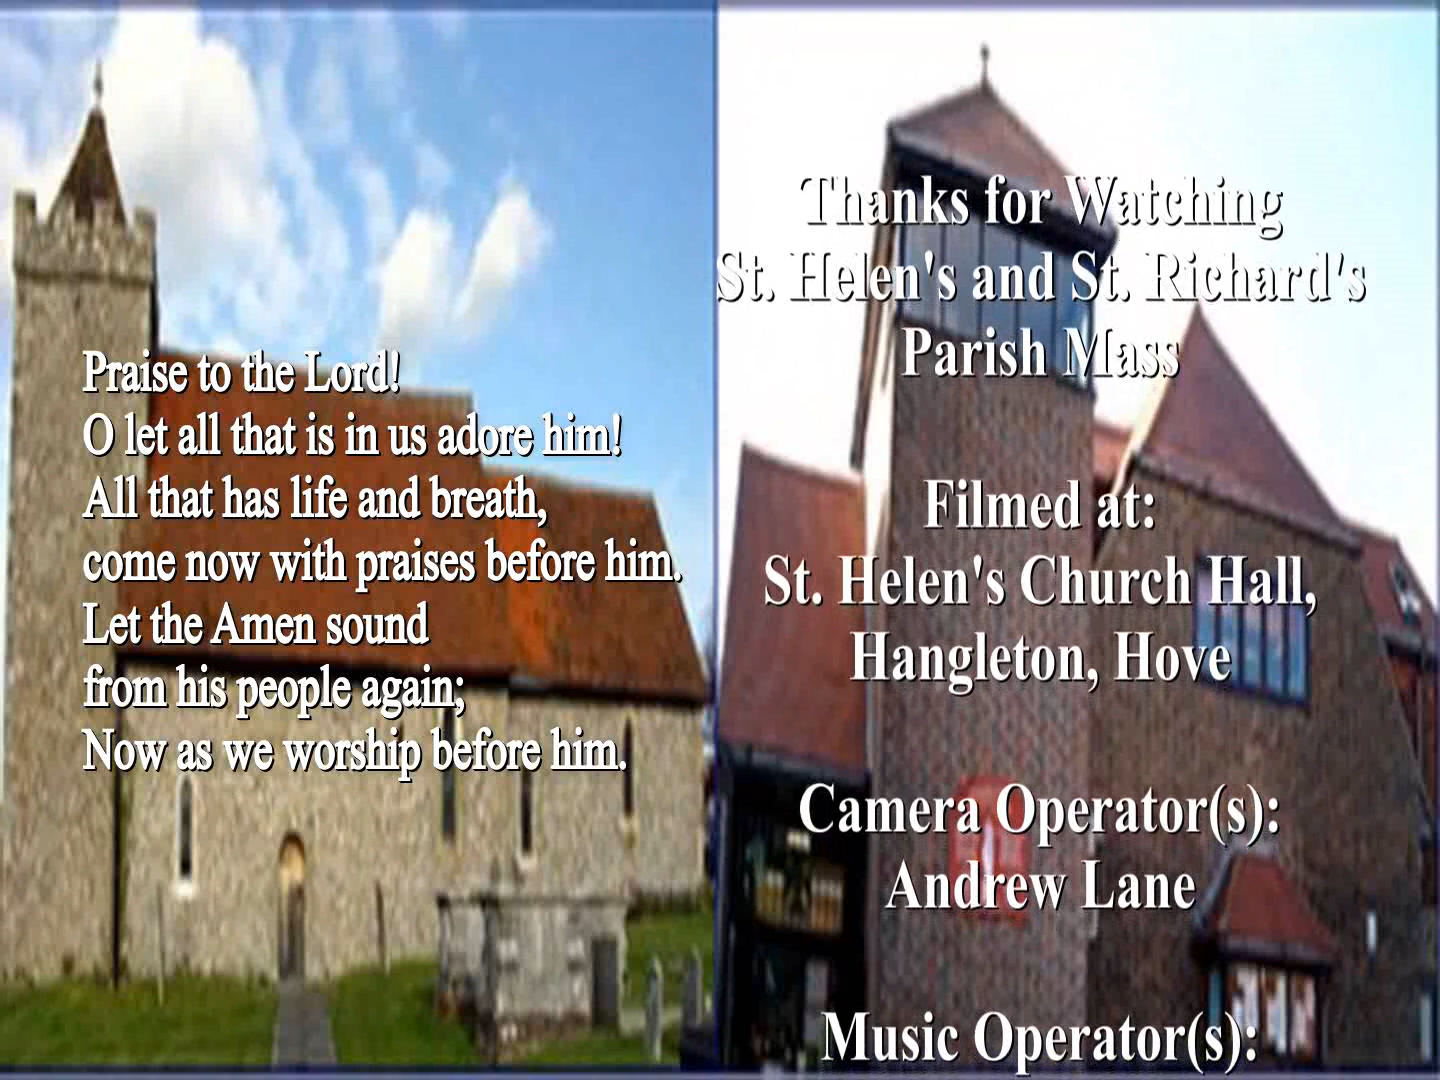 Praise to the Lord!
O let all that is in us adore him!
All that has life and breath,
come now with praises before him.
Let the Amen sound
from his people again;
Now as we worship before him.
Thanks for Watching
St. Helen's and St. Richard's
Parish Mass
Filmed at:
St. Helen's Church Hall,
Hangleton, Hove
Camera Operator(s):
Andrew Lane
Music Operator(s):